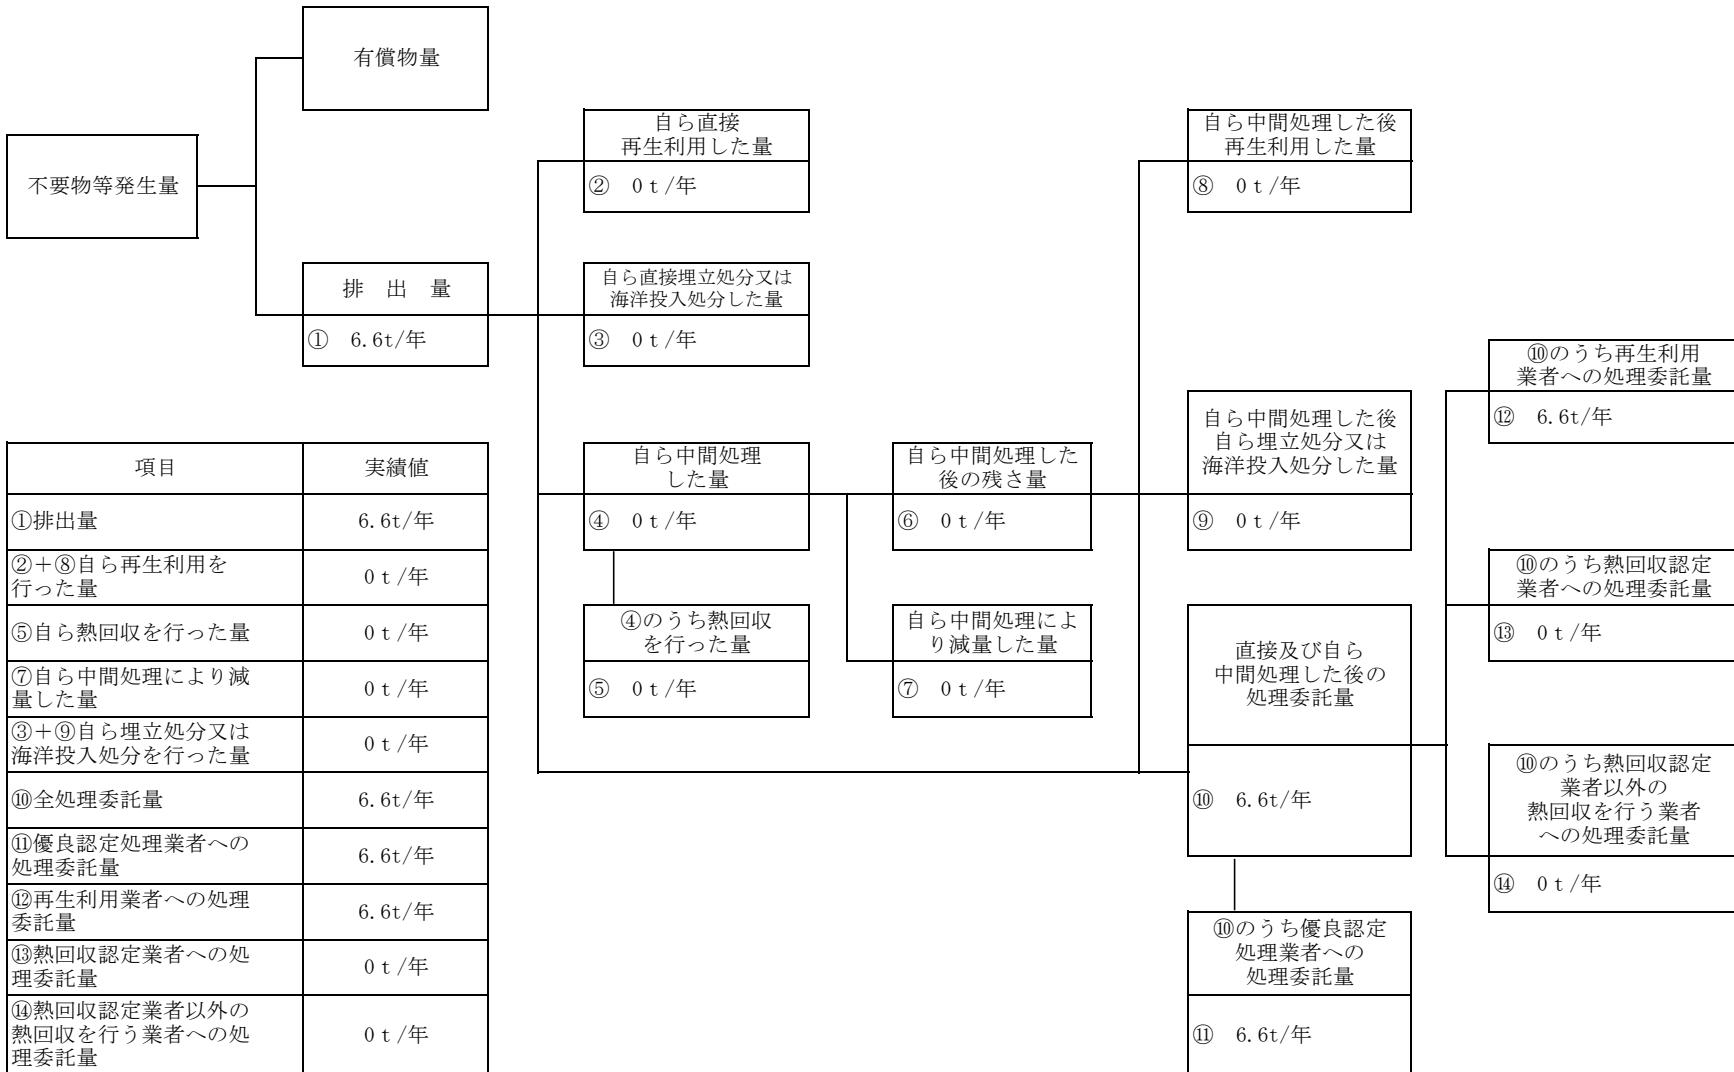 有償物量
不要物等発生量
排　出　量
① 6.6t/年
自ら直接
再生利用した量
② 0 t/年
自ら直接埋立処分又は
海洋投入処分した量
③ 0 t/年
自ら中間処理
した量
④ 0 t/年
④のうち熱回収
を行った量
⑤ 0 t/年
自ら中間処理した
後の残さ量
⑥ 0 t/年
自ら中間処理によ
り減量した量
⑦ 0 t/年
自ら中間処理した後
再生利用した量
⑧ 0 t/年
自ら中間処理した後
自ら埋立処分又は
海洋投入処分した量
⑨ 0 t/年
直接及び自ら
中間処理した後の
処理委託量
⑩ 6.6t/年
⑩のうち優良認定
処理業者への
処理委託量
⑪ 6.6t/年
⑩のうち再生利用
業者への処理委託量
⑫ 6.6t/年
⑩のうち熱回収認定
業者への処理委託量
⑬ 0 t/年
⑩のうち熱回収認定
業者以外の
熱回収を行う業者
への処理委託量
⑭ 0 t/年
項目 実績値
①排出量 6.6t/年
②＋⑧自ら再生利用を
行った量 0 t/年
⑤自ら熱回収を行った量 0 t/年
⑦自ら中間処理により減
量した量 0 t/年
③＋⑨自ら埋立処分又は
海洋投入処分を行った量 0 t/年
⑩全処理委託量 6.6t/年
⑪優良認定処理業者への
処理委託量 6.6t/年
⑫再生利用業者への処理
委託量 6.6t/年
⑬熱回収認定業者への処
理委託量 0 t/年
⑭熱回収認定業者以外の
熱回収を行う業者への処
理委託量 0 t/年